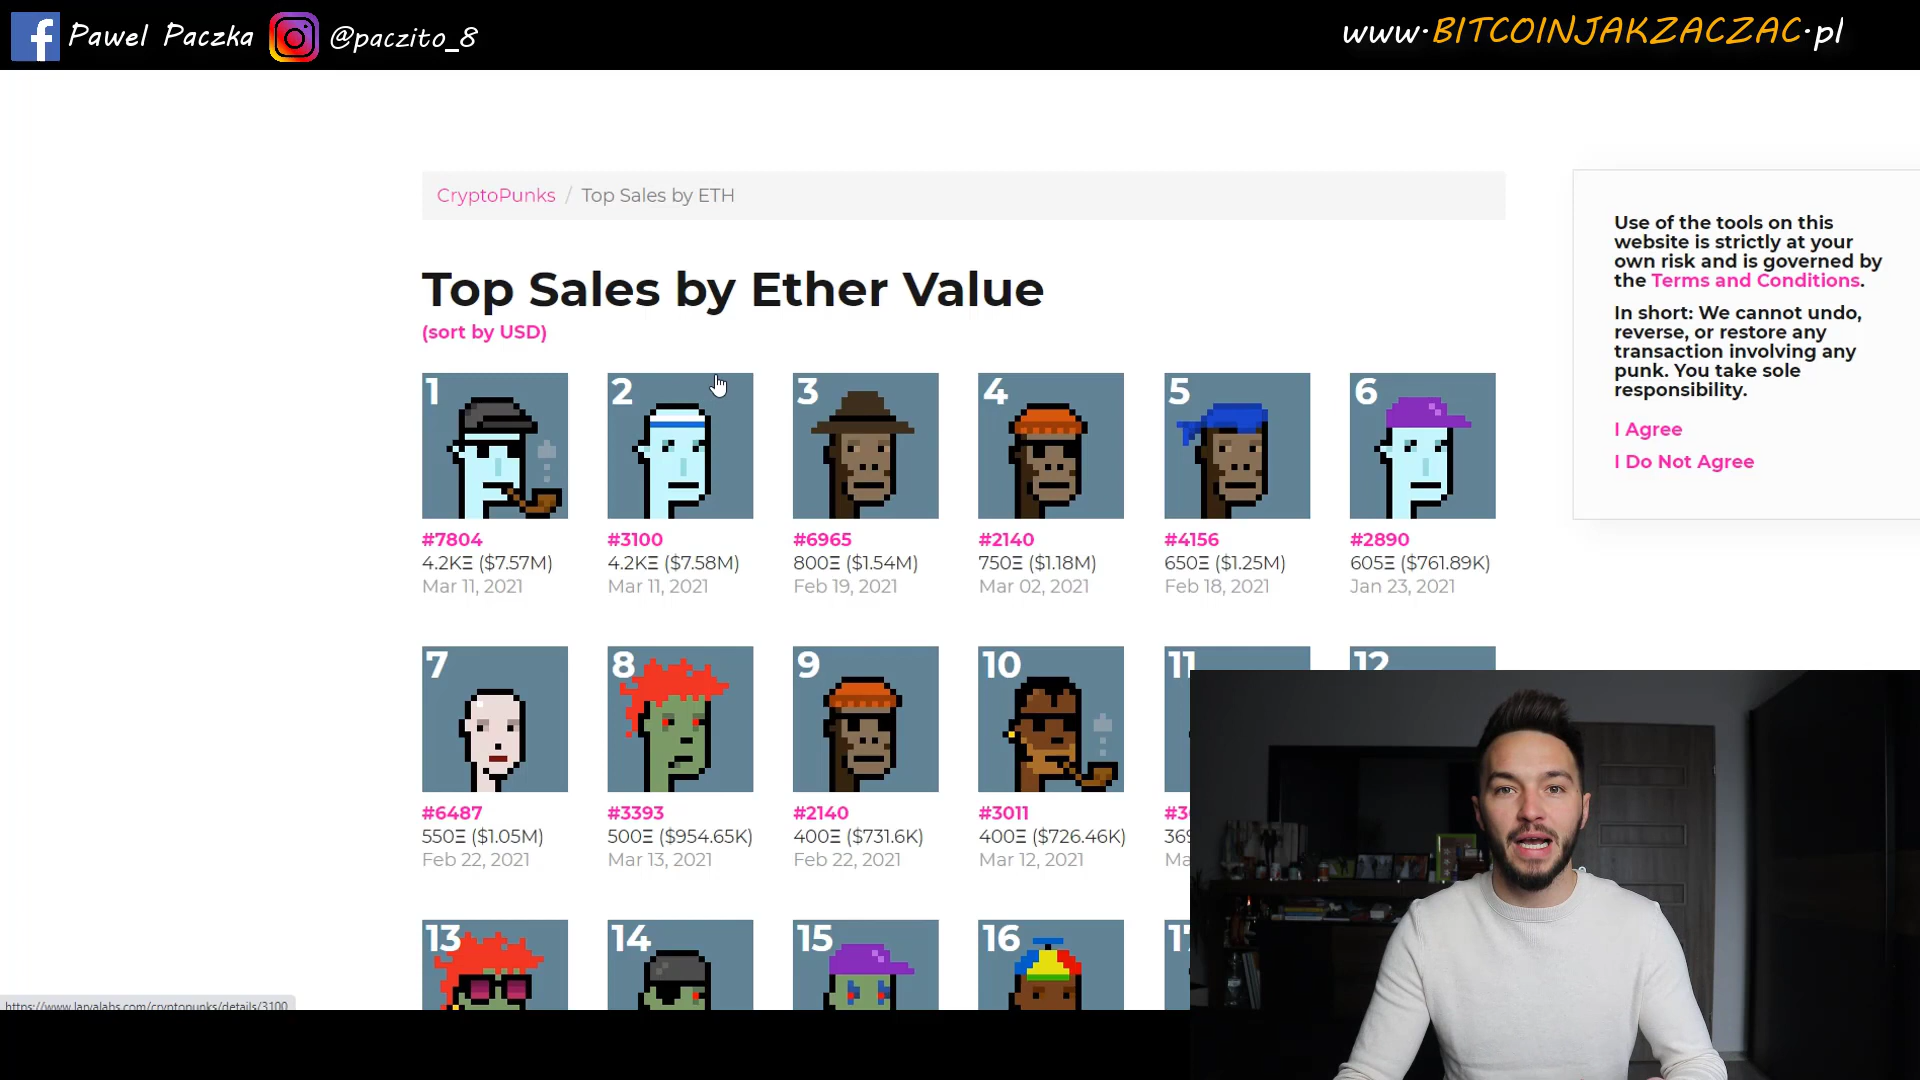 f Pawel Paczka @paczito_8
www.BITCOINJAKZACZAC.pl
CryptoPunks / Top Sales by ETH
Top Sales by Ether Value
(sort by USD)
Use of the tools on this
website is strictly at your
own risk and is governed by
the Terms and Conditions.
In short: We cannot undo,
reverse, or restore any
transaction involving any
punk. You take sole
responsibility.
I Agree
I Do Not Agree
1 2 3 4 5 6
#7804 #3100 #6965 #2140 #4156 #2890
4.2KΞ ($7.57M) 4.2KΞ ($7.58M) 800Ξ ($1.54M) 750Ξ ($1.18M) 650Ξ ($1.25M) 605Ξ ($761.89K)
Mar 11, 2021 Mar 11, 2021 Feb 19, 2021 Mar 02, 2021 Feb 18, 2021 Jan 23, 2021
7 8 9 10 11 12
#6487 #3393 #2140 #3011
550Ξ ($1.05M) 500Ξ ($954.65K) 400Ξ ($731.6K) 400Ξ ($726.46K)
Feb 22, 2021 Mar 13, 2021 Feb 22, 2021 Mar 12, 2021
13 14 15 16
https://www.larvalabs.com/cryptopunks/details/3100